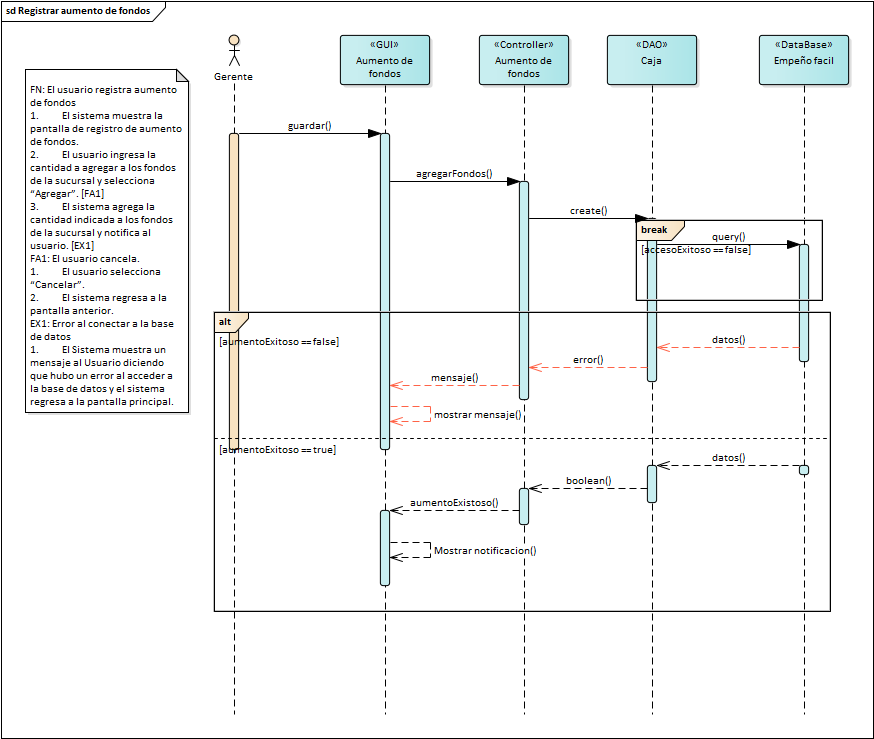 sd Registrar aumento de fondos
FN: El usuario registra aumento
de fondos
1. El sistema muestra la
pantalla de registro de aumento
de fondos.
2. El usuario ingresa la
cantidad a agregar a los fondos
de la sucursal y selecciona
“Agregar”. [FA1]
3. El sistema agrega la
cantidad indicada a los fondos
de la sucursal y notifica al
usuario. [EX1]
FA1: El usuario cancela.
1. El usuario selecciona
“Cancelar”.
2. El sistema regresa a la
pantalla anterior.
EX1: Error al conectar a la base
de datos
1. El Sistema muestra un
mensaje al Usuario diciendo
que hubo un error al acceder a
la base de datos y el sistema
regresa a la pantalla principal.
Gerente
«GUI»
Aumento de
fondos
«Controller»
Aumento de
fondos
«DAO»
Caja
«DataBase»
Empeño facil
guardar()
agregarFondos()
create()
break
query()
[accesoExitoso ==false]
alt
[aumentoExitoso ==false]
datos()
error()
mensaje()
mostrar mensaje()
[aumentoExitoso ==true]
datos()
boolean()
aumentoExistoso()
Mostrar notificacion()